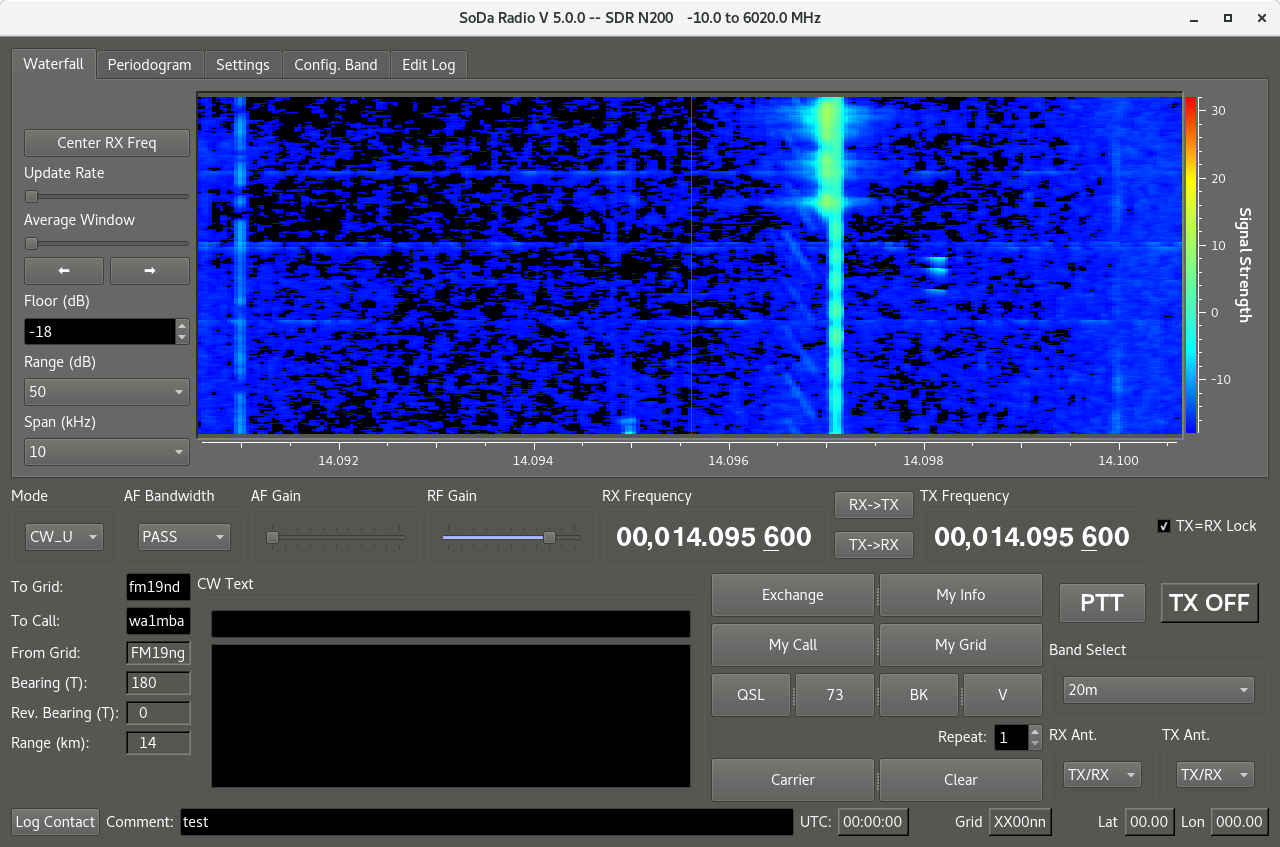 SoDa Radio V 5.0.0 -- SDR N200 -10.0 to 6020.0 MHz
Waterfall Periodogram Settings Config. Band Edit Log
Center RX Freq
Update Rate
Average Window
Floor (dB)
-18
Range (dB)
50
Span (kHz)
10
30
20
10
0
-10
Signal Strength
14.092 14.094 14.096 14.098 14.100
Mode AF Bandwidth AF Gain RF Gain RX Frequency RX->TX TX Frequency
CW_U PASS 00,014.095 600 TX->RX 00,014.095 600 TX=RX Lock
To Grid: fm19nd
To Call: wa1mba
From Grid: FM19ng
Bearing (T): 180
Rev. Bearing (T): 0
Range (km): 14
CW Text
Exchange My Info
My Call My Grid
QSL 73 BK V
Repeat: 1
Carrier Clear
PTT TX OFF
Band Select
20m
RX Ant. TX Ant.
TX/RX TX/RX
Log Contact Comment: test UTC: 00:00:00 Grid XX00nn Lat 00.00 Lon 000.00